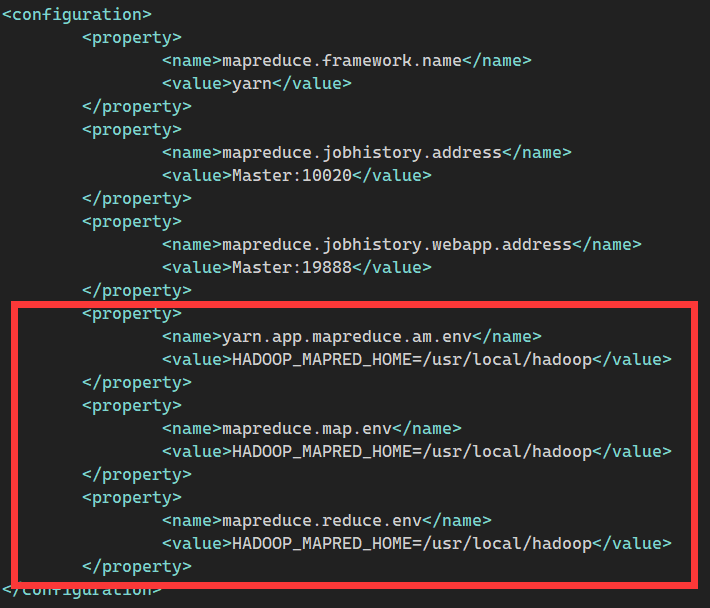 <configuration>
<property>
<name>mapreduce.framework.name</name>
<value>yarn</value>
</property>
<property>
<name>mapreduce.jobhistory.address</name>
<value>Master:10020</value>
</property>
<property>
<name>mapreduce.jobhistory.webapp.address</name>
<value>Master:19888</value>
</property>
<property>
<name>yarn.app.mapreduce.am.env</name>
<value>HADOOP_MAPRED_HOME=/usr/local/hadoop</value>
</property>
<property>
<name>mapreduce.map.env</name>
<value>HADOOP_MAPRED_HOME=/usr/local/hadoop</value>
</property>
<property>
<name>mapreduce.reduce.env</name>
<value>HADOOP_MAPRED_HOME=/usr/local/hadoop</value>
</property>
</configuration>